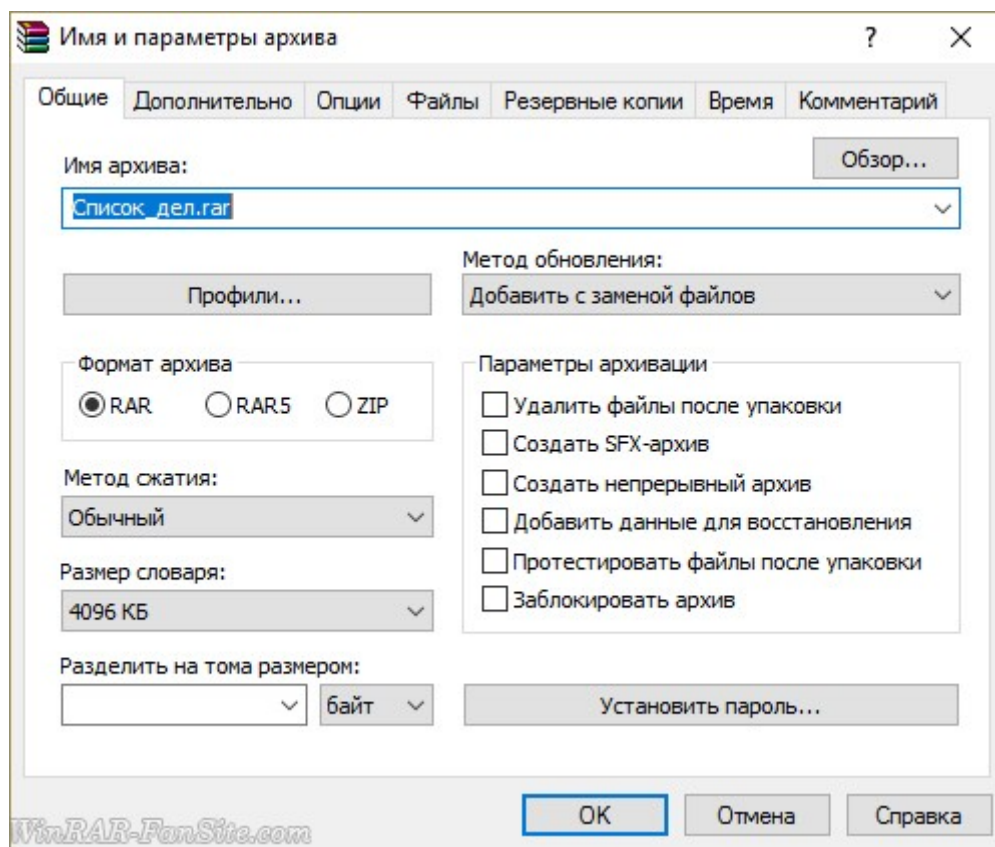 Имя и параметры архива
?
Общие Дополнительно Опции Файлы Резервные копии Время Комментарий
Имя архива:
Обзор...
Список_дел.rar
Метод обновления:
Профили...
Добавить с заменой файлов
Формат архива
RAR RAR5 ZIP
Метод сжатия:
Обычный
Размер словаря:
4096 КБ
Разделить на тома размером:
байт
Параметры архивации
Удалить файлы после упаковки
Создать SFX-архив
Создать непрерывный архив
Добавить данные для восстановления
Протестировать файлы после упаковки
Заблокировать архив
Установить пароль...
OK Отмена Справка
WinRAR-FanSite.com